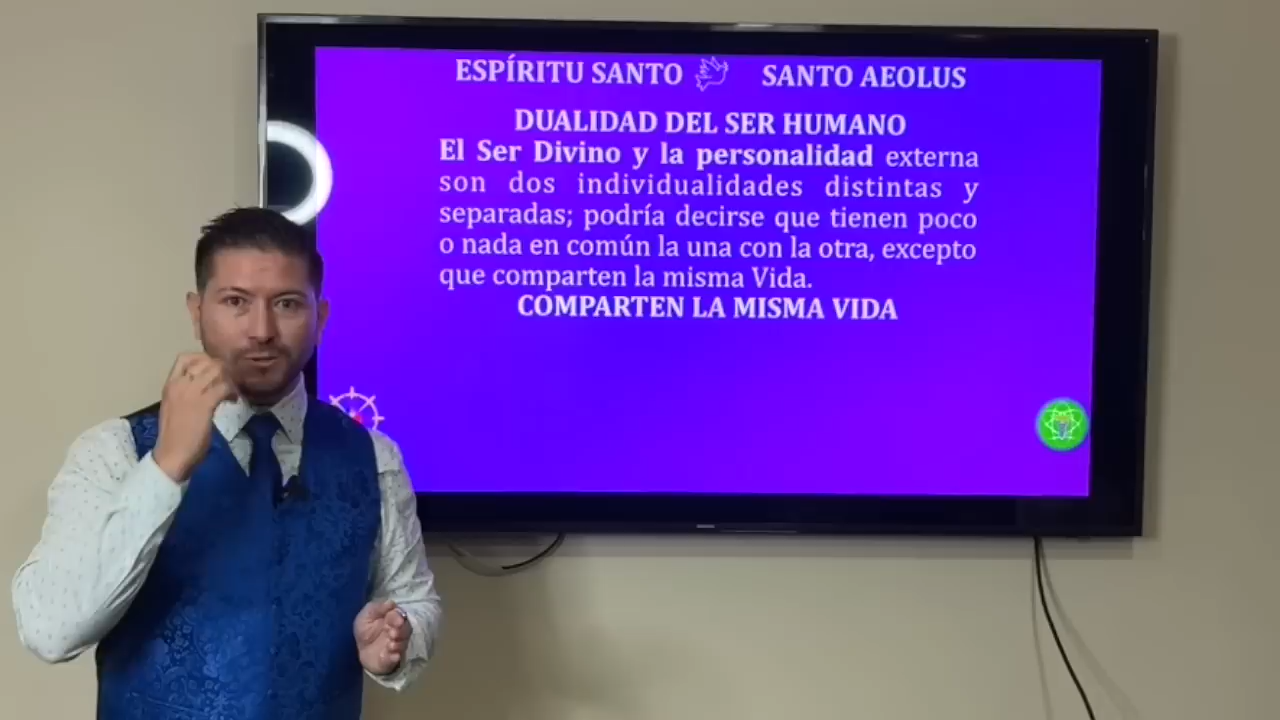 ESPÍRITU SANTO SANTO AEOLUS
DUALIDAD DEL SER HUMANO
El Ser Divino y la personalidad externa
son dos individualidades distintas y
separadas; podría decirse que tienen poco
o nada en común la una con la otra, excepto
que comparten la misma Vida.
COMPARTEN LA MISMA VIDA